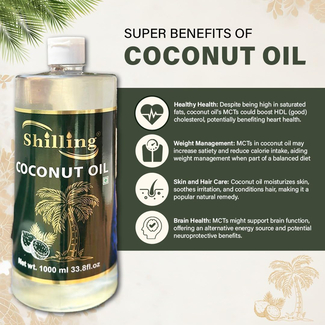 SUPER BENEFITS OF
COCONUT OIL
Shilling
COCONUT OIL
Net wt. 1000 ml 33.8fl.oz
Healthy Health: Despite being high in saturated
fats, coconut oil's MCTs could boost HDL (good)
cholesterol, potentially benefiting heart health.
Weight Management: MCTs in coconut oil may
increase satiety and reduce calorie intake, aiding
weight management when part of a balanced diet
Skin and Hair Care: Coconut oil moisturizes skin,
soothes irritation, and conditions hair, making it a
popular natural remedy.
Brain Health: MCTs might support brain function,
offering an alternative energy source and potential
neuroprotective benefits.